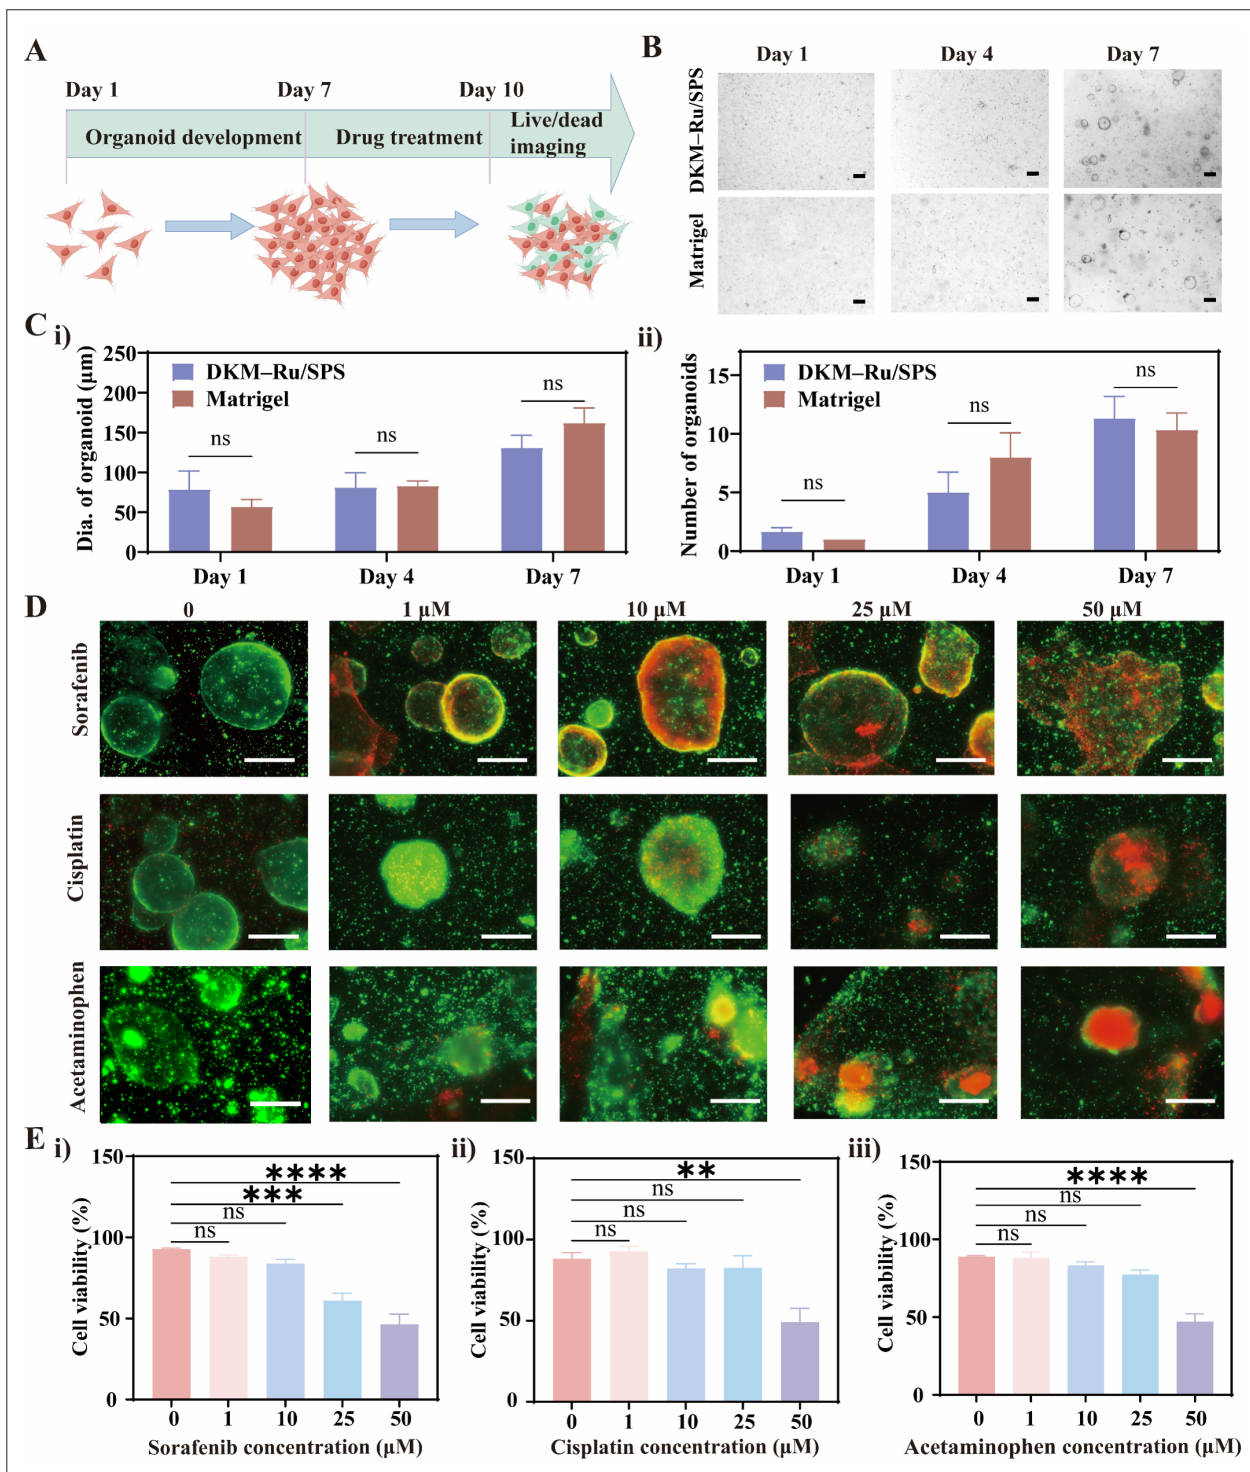 A
Day 1
Day 7
Day 10
Organoid development
Drug treatment
Live/dead
imaging
B
Day 1
Day 4
Day 7
DKM–Ru/SPS
Matrigel
C
i)
Dia. of organoid (μm)
250
200
150
100
50
0
DKM–Ru/SPS
Matrigel
ns
ns
ns
Day 1
Day 4
Day 7
ii)
Number of organoids
15
10
5
0
DKM–Ru/SPS
Matrigel
ns
ns
ns
Day 1
Day 4
Day 7
D
0
1 μM
10 μM
25 μM
50 μM
Sorafenib
Cisplatin
Acetaminophen
E
i)
Cell viability (%)
150
100
50
0
****
***
ns
ns
0
1
10
25
50
Sorafenib concentration (μM)
ii)
Cell viability (%)
150
100
50
0
**
ns
ns
ns
0
1
10
25
50
Cisplatin concentration (μM)
iii)
Cell viability (%)
150
100
50
0
****
ns
ns
ns
0
1
10
25
50
Acetaminophen concentration (μM)